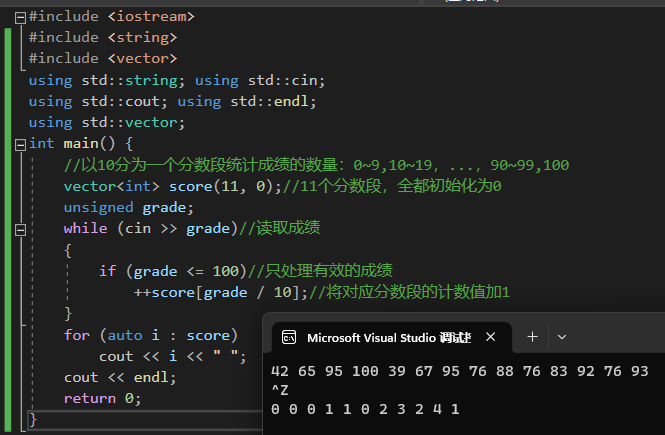 #include <iostream>
#include <string>
#include <vector>
using std::string; using std::cin;
using std::cout; using std::endl;
using std::vector;
int main() {
//以10分为一个分数段统计成绩的数量：0~9,10~19, ..., 90~99,100
vector<int> score(11, 0);//11个分数段，全都初始化为0
unsigned grade;
while (cin >> grade)//读取成绩
{
if (grade <= 100)//只处理有效的成绩
++score[grade / 10];//将对应分数段的计数值加1
}
for (auto i : score)
cout << i << " ";
cout << endl;
return 0;
}
Microsoft Visual Studio 调试
42 65 95 100 39 67 95 76 88 76 83 92 76 93
^Z
0 0 0 1 1 0 2 3 2 4 1